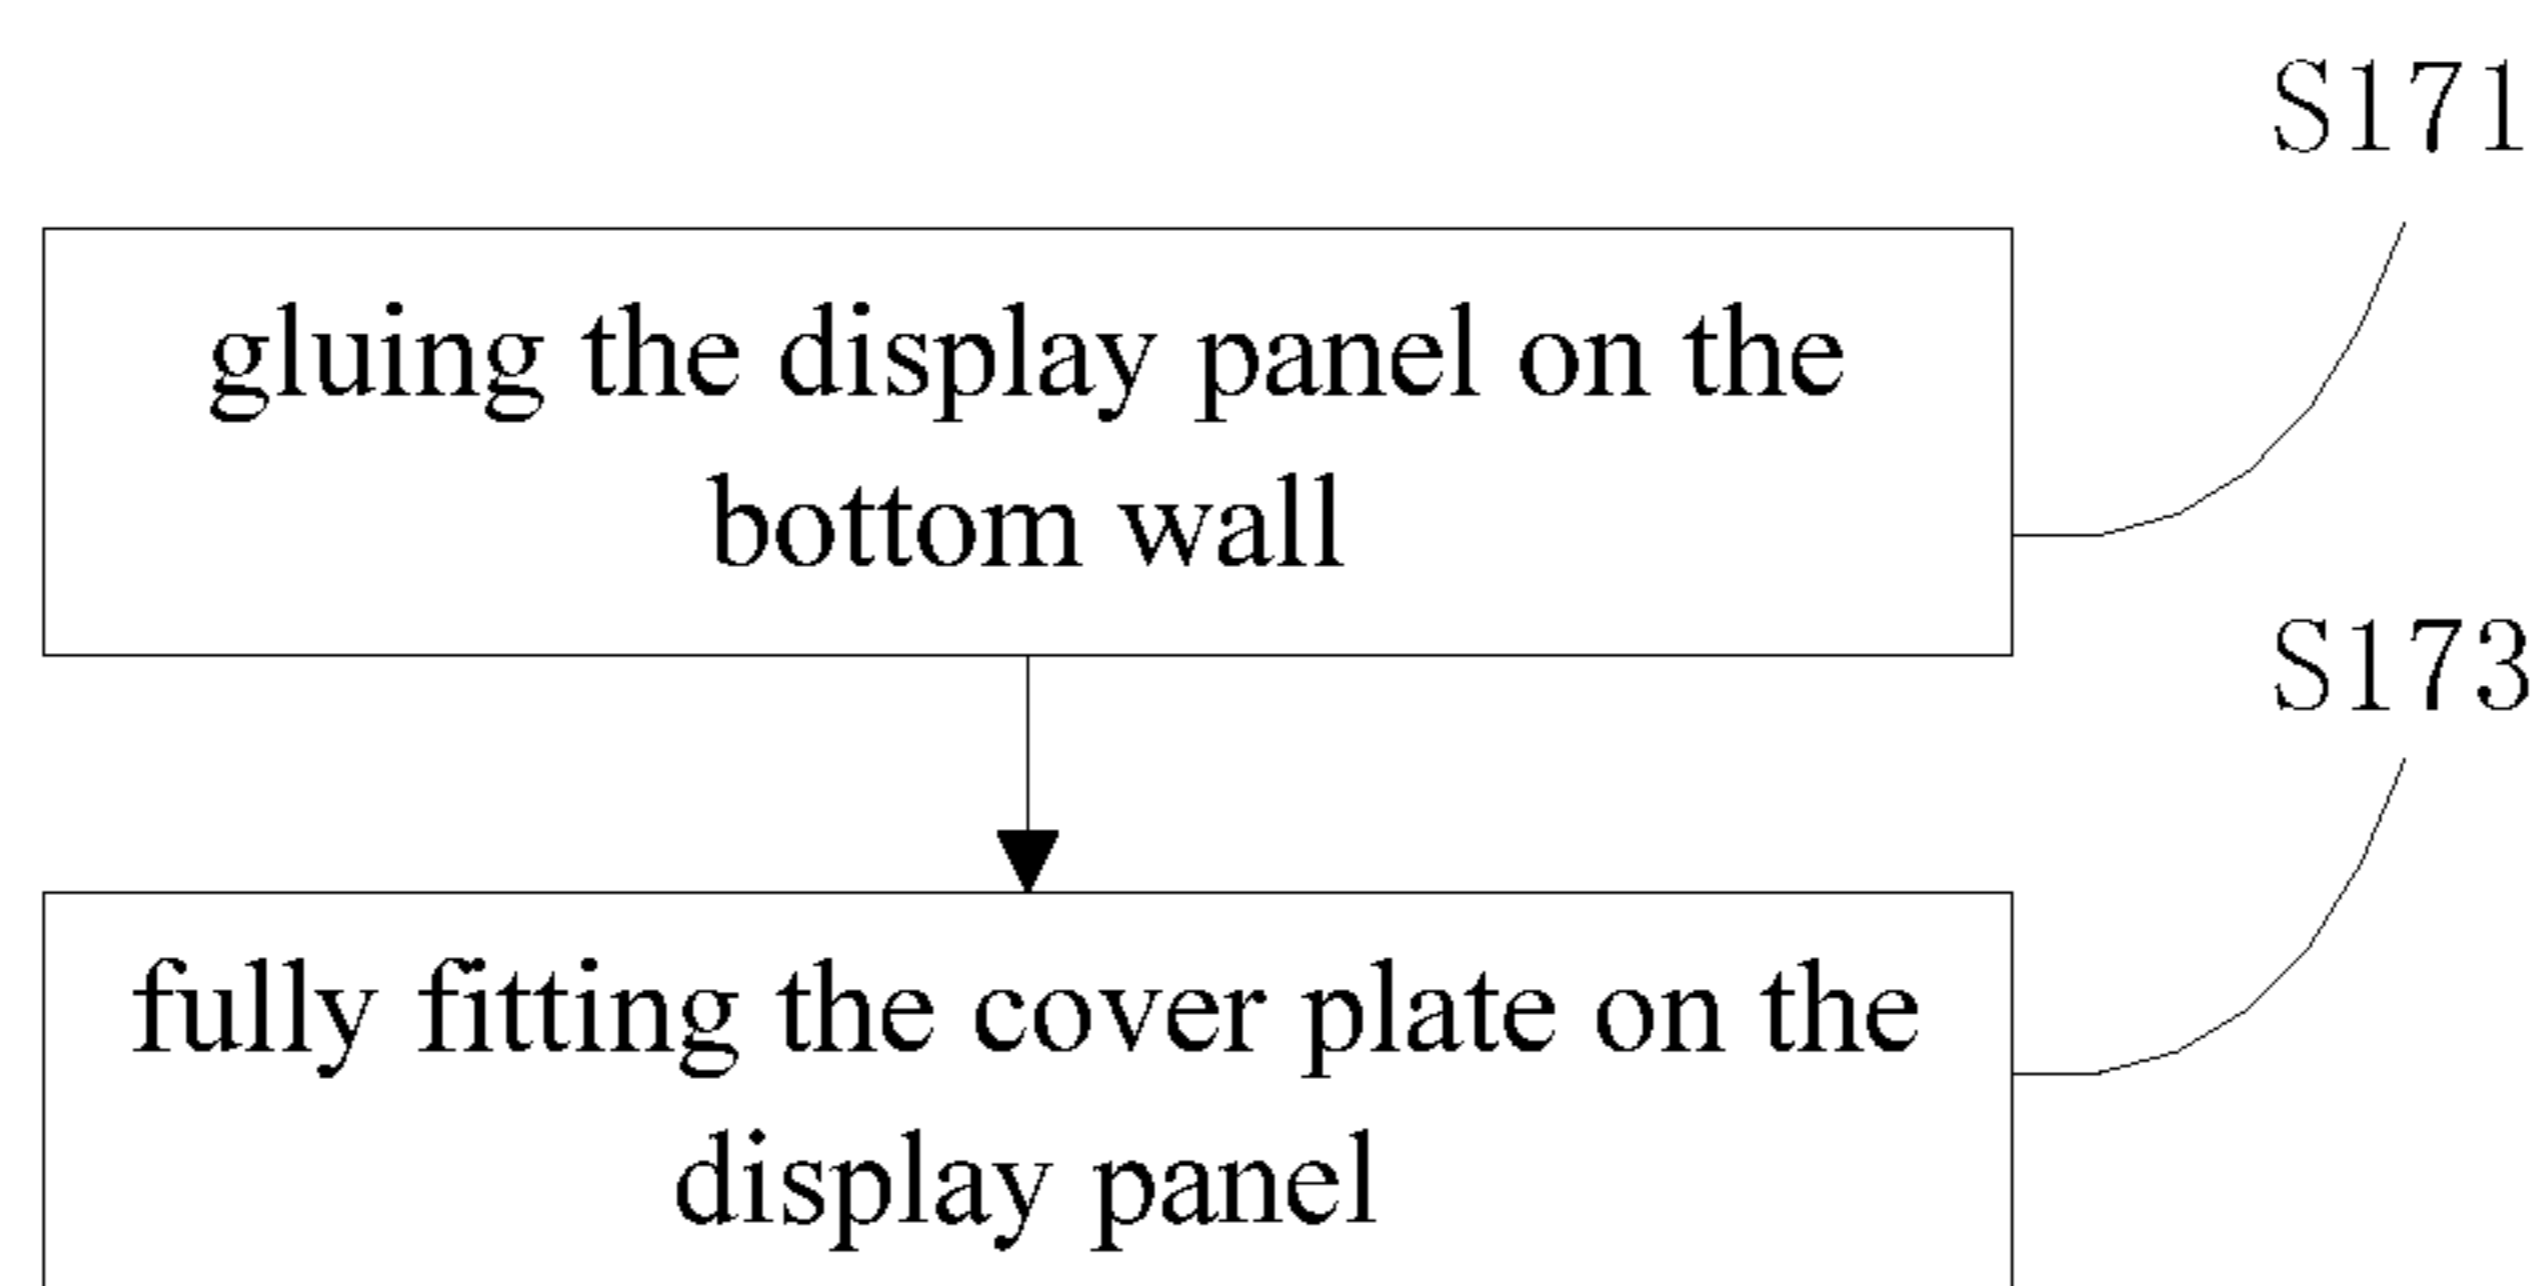 S171
gluing the display panel on the
bottom wall
S173
fully fitting the cover plate on the
display panel